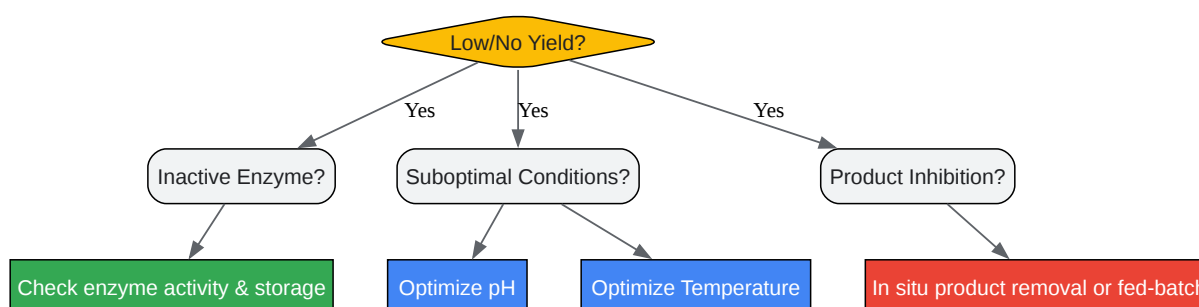 Low/No Yield?
Yes
Yes
Yes
Inactive Enzyme?
Suboptimal Conditions?
Product Inhibition?
Check enzyme activity & storage
Optimize pH
Optimize Temperature
In situ product removal or fed-batch